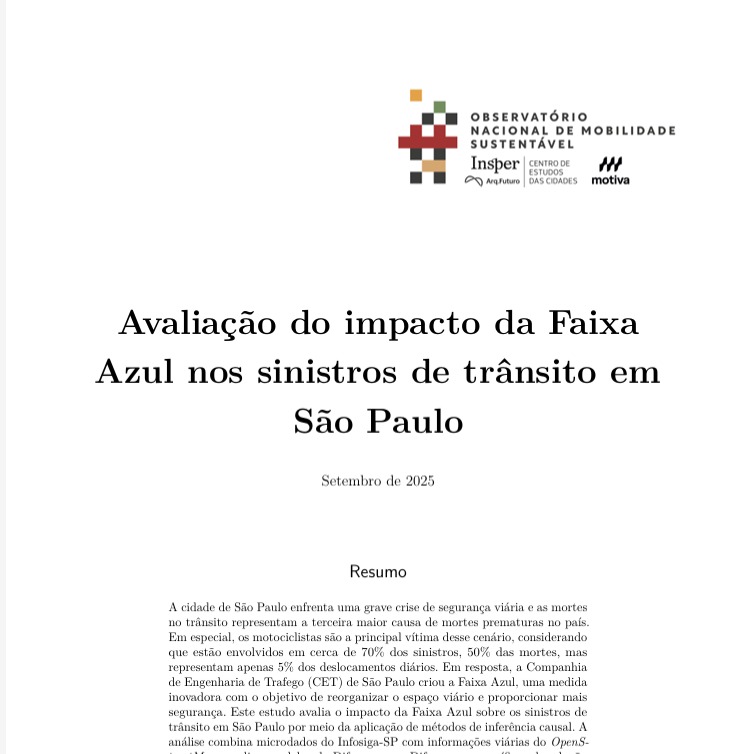 OBSERVATÓRIO
NACIONAL DE MOBILIDADE
SUSTENTÁVEL
Insper
CENTRO DE
ESTUDOS
DAS CIDADES
Arq.Futuro
motiva
Avaliação do impacto da Faixa
Azul nos sinistros de trânsito em
São Paulo
Setembro de 2025
Resumo
A cidade de São Paulo enfrenta uma grave crise de segurança viária e as mortes
no trânsito representam a terceira maior causa de mortes prematuras no país.
Em especial, os motociclistas são a principal vítima desse cenário, considerando
que estão envolvidos em cerca de 70% dos sinistros, 50% das mortes, mas
representam apenas 5% dos deslocamentos diários. Em resposta, a Companhia
de Engenharia de Trafego (CET) de São Paulo criou a Faixa Azul, uma medida
inovadora com o objetivo de reorganizar o espaço viário e proporcionar mais
segurança. Este estudo avalia o impacto da Faixa Azul sobre os sinistros de
trânsito em São Paulo por meio da aplicação de métodos de inferência causal. A
análise combina microdados do Infosiga-SP com informações viárias do OpenS-